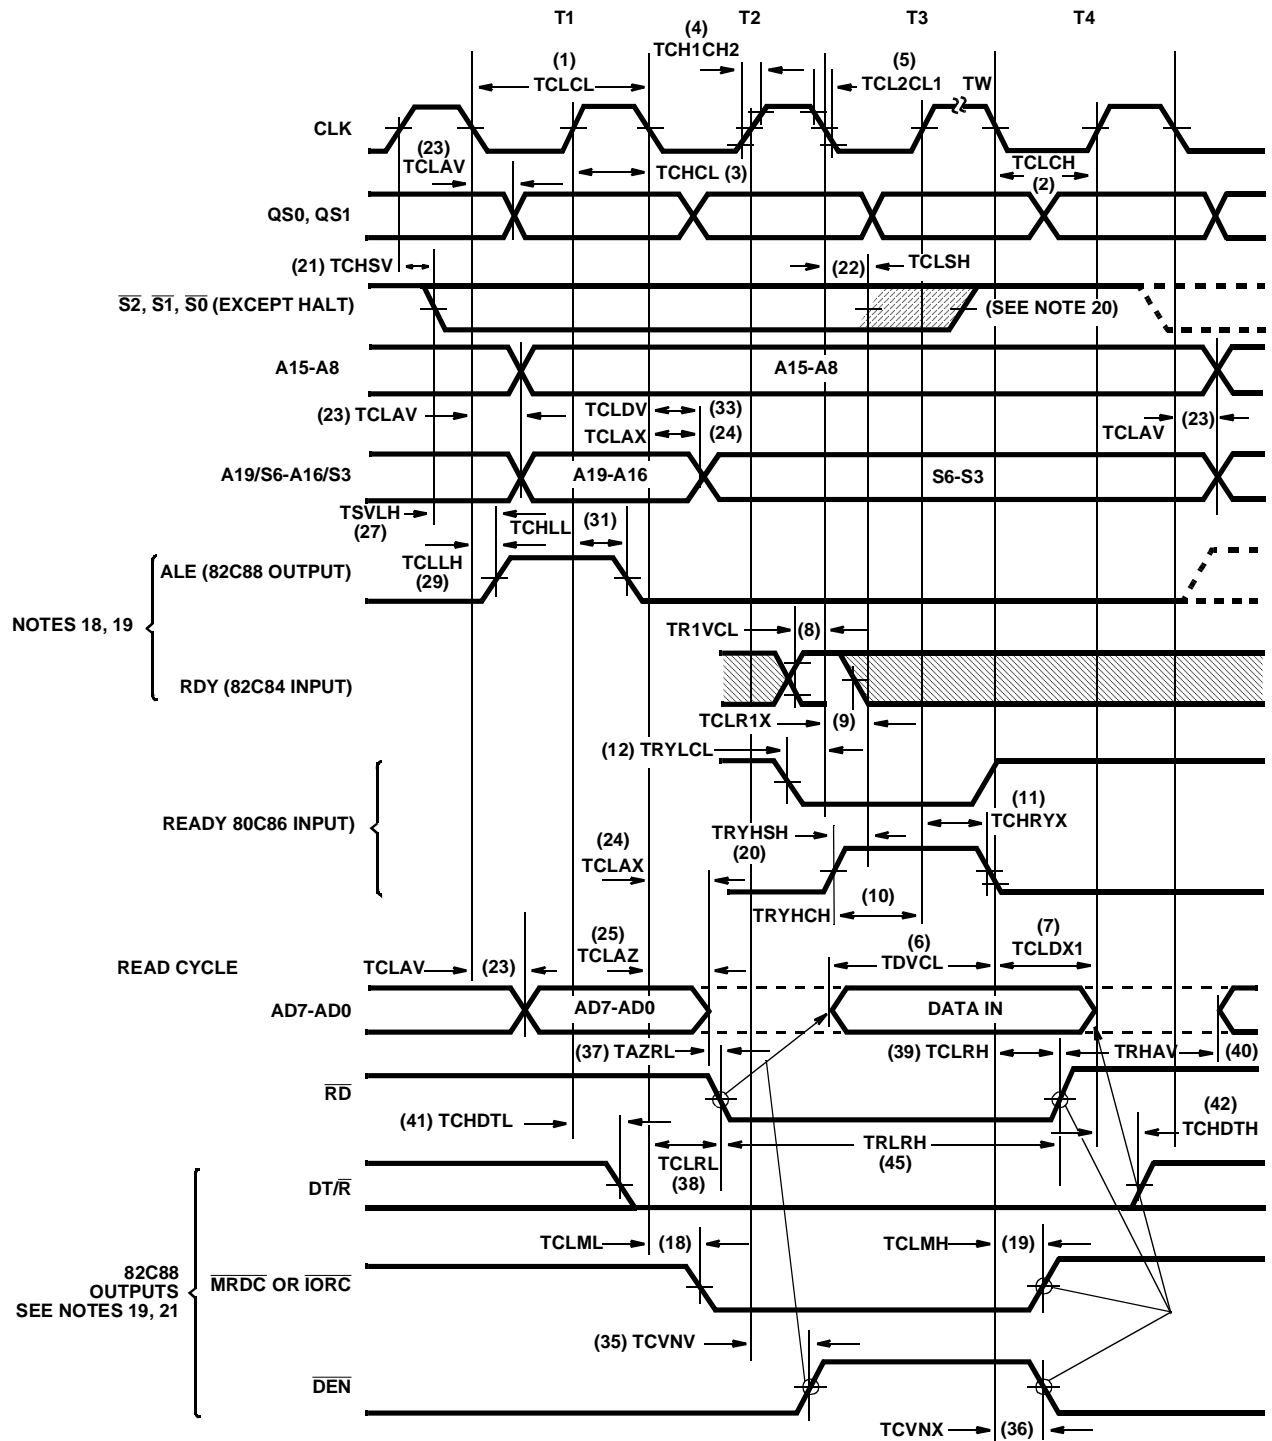 T1 T2 T3 T4
(4)
TCH1CH2
(1)
TCLCL
(5)
TCL2CL1
TW
CLK
(23)
TCLAV
TCHCL (3)
TCLCH
(2)
QS0, QS1
(21) TCHSV
(22)
TCLSH
S2, S1, S0 (EXCEPT HALT)
(SEE NOTE 20)
A15-A8
A15-A8
(23) TCLAV
TCLDV
(33)
TCLAX
(24)
TCLAV
(23)
A19/S6-A16/S3
A19-A16
S6-S3
TSVLH
(27)
TCHLL
(31)
TCLLH
(29)
ALE (82C88 OUTPUT)
NOTES 18, 19
TR1VCL
(8)
RDY (82C84 INPUT)
TCLR1X
(9)
(12) TRYLCL
READY 80C86 INPUT)
(11)
TCHRYX
TRYHSH
(20)
(24)
TCLAX
(10)
TRYHCH
READ CYCLE
TCLAV
(23)
(25)
TCLAZ
(6)
TDVCL
(7)
TCLDX1
AD7-AD0
AD7-AD0
DATA IN
(37) TAZRL
(39) TCLRH
TRHAV
(40)
RD
(41) TCHDTL
(42)
TCHDTH
TCLRL
(38)
TRLRH
(45)
DT/R
TCLML
(18)
TCLMH
(19)
82C88
OUTPUTS
SEE NOTES 19, 21
MRDC OR IORC
(35) TCVNV
DEN
TCVNX
(36)